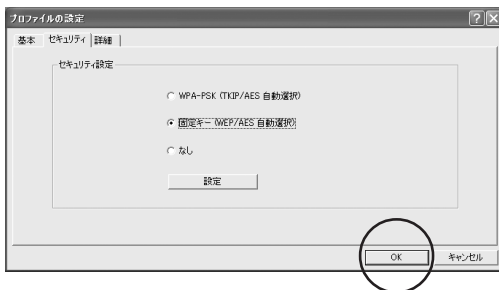 プロファイルの設定
基本 セキュリティ 詳細
セキュリティ設定
WPA-PSK (TKIP/AES 自動選択)
固定キー (WEP/AES 自動選択)
なし
設定
OK キャンセル